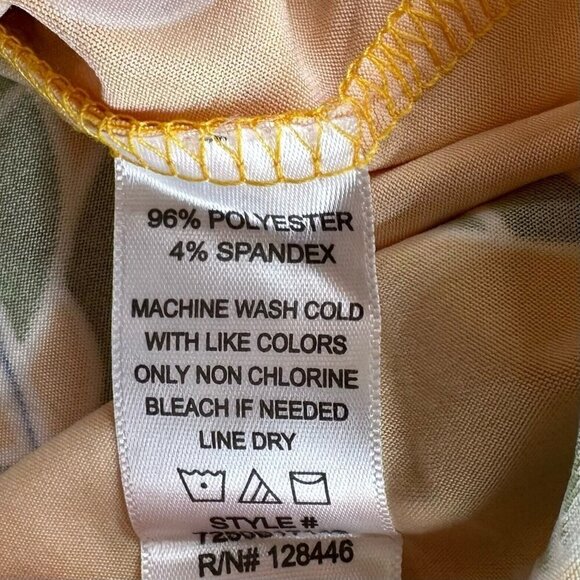 96% POLYESTER
4% SPANDEX
MACHINE WASH COLD
WITH LIKE COLORS
ONLY NON CHLORINE
BLEACH IF NEEDED
LINE DRY
STYLE #
R/N# 128446